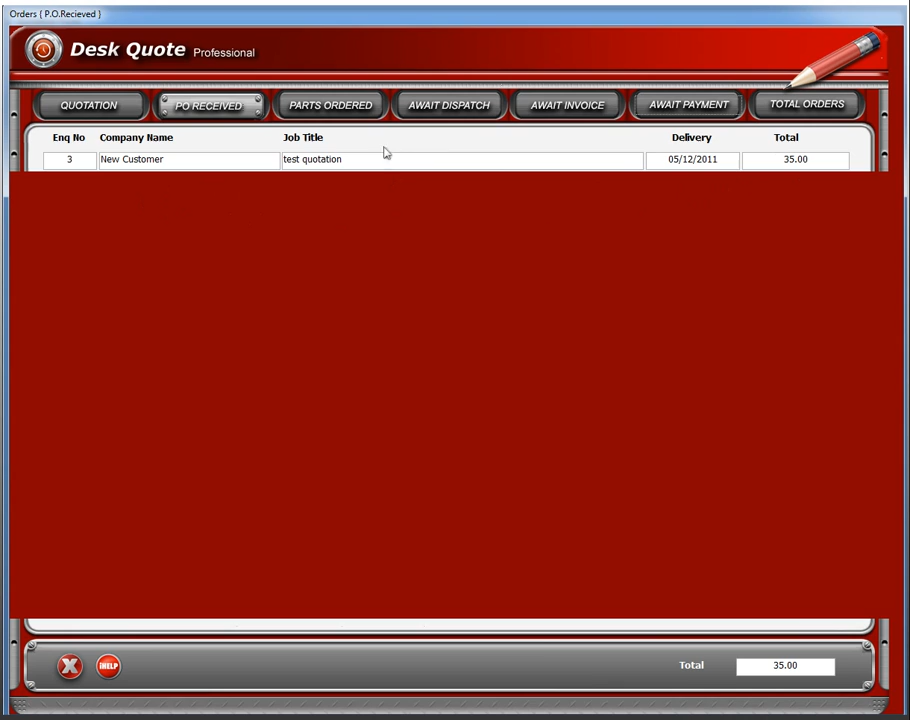 Orders { P.O.Recieved }
Desk Quote Professional
QUOTATION PO RECEIVED PARTS ORDERED AWAIT DISPATCH AWAIT INVOICE AWAIT PAYMENT TOTAL ORDERS
Enq No Company Name Job Title Delivery Total
3 New Customer test quotation 05/12/2011 35.00
X iHELP Total 35.00